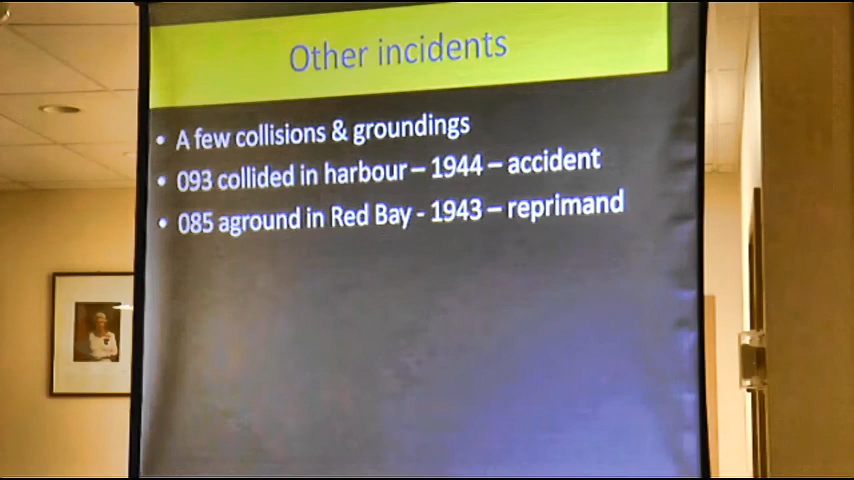 Other incidents
• A few collisions & groundings
• 093 collided in harbour – 1944 – accident
• 085 aground in Red Bay - 1943 – reprimand